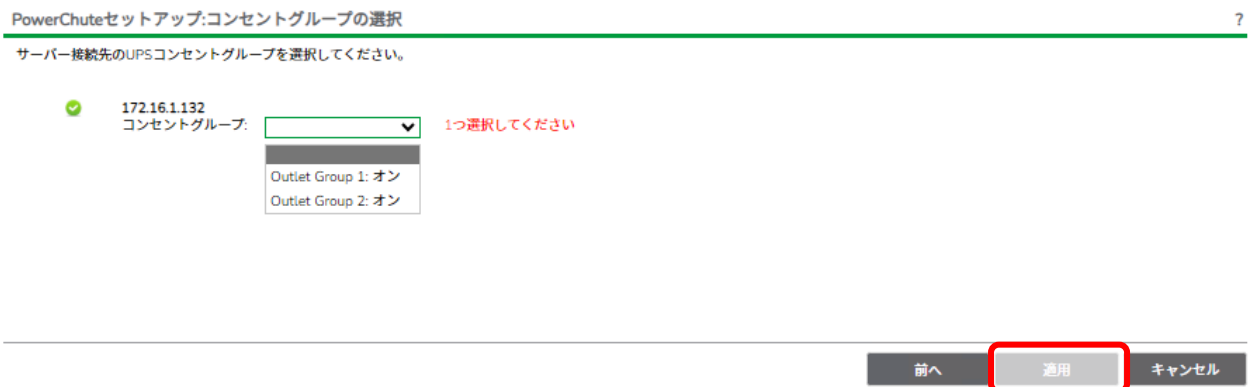 PowerChuteセットアップ:コンセントグループの選択 ?
サーバー接続先のUPSコンセントグループを選択してください。
172.16.1.132
コンセントグループ: 1つ選択してください
Outlet Group 1: オン
Outlet Group 2: オン
前へ 適用 キャンセル